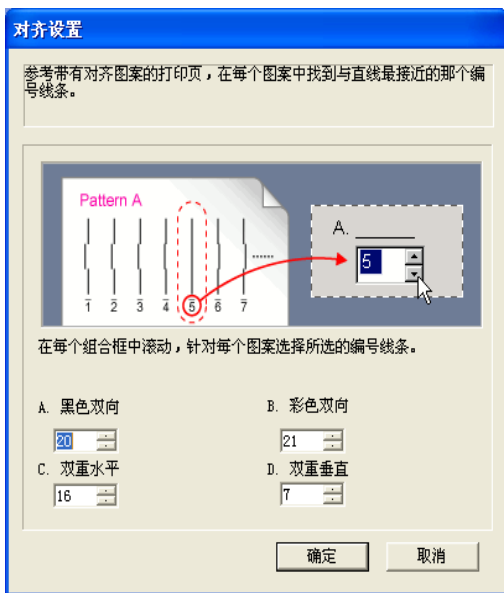 对齐设置
参考带有对齐图案的打印页，在每个图案中找到与直线最接近的那个编
号线条。
Pattern A
A.
5
1 2 3 4 5 6 7
......
在每个组合框中滚动，针对每个图案选择所选的编号线条。
A. 黑色双向
B. 彩色双向
20
21
C. 双重水平
D. 双重垂直
16
7
确定
取消